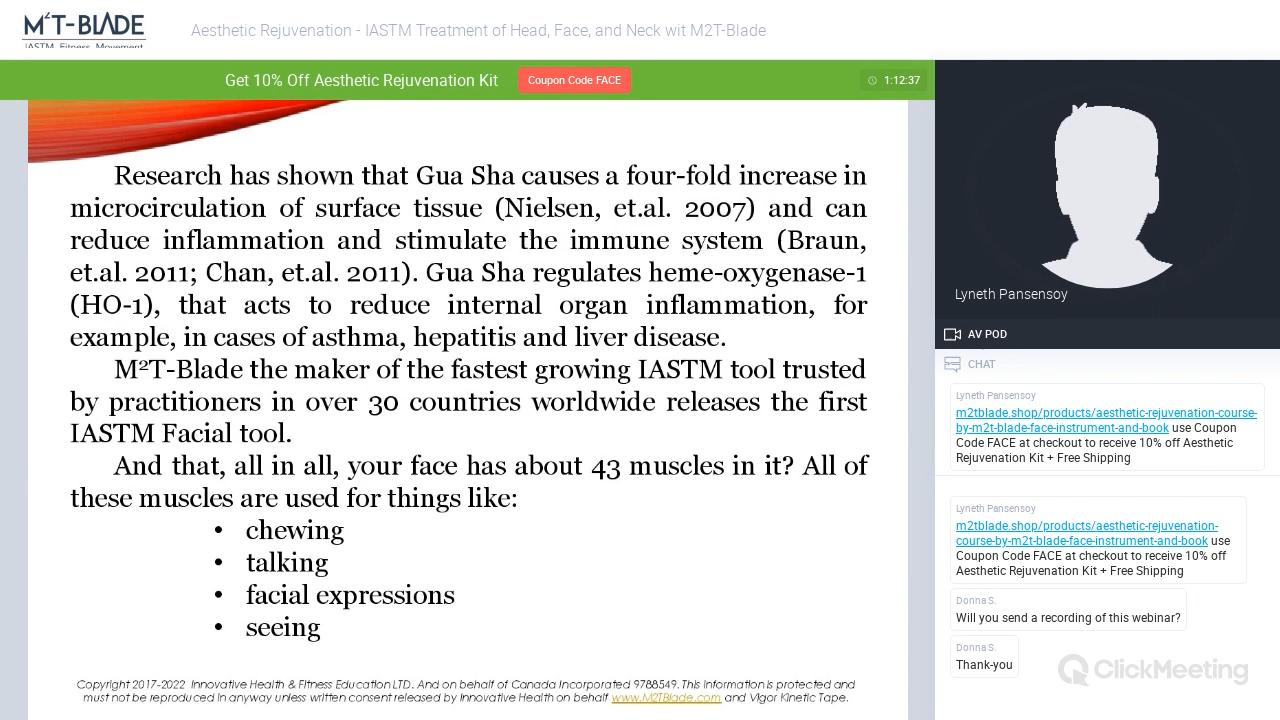 M²T-BLADE
IASTM Fitness Movement
Aesthetic Rejuvenation - IASTM Treatment of Head, Face, and Neck wit M2T-Blade
Get 10% Off Aesthetic Rejuvenation Kit
Coupon Code FACE
1:12:37
Research has shown that Gua Sha causes a four-fold increase in
microcirculation of surface tissue (Nielsen, et.al. 2007) and can
reduce inflammation and stimulate the immune system (Braun,
et.al. 2011; Chan, et.al. 2011). Gua Sha regulates heme-oxygenase-1
(HO-1), that acts to reduce internal organ inflammation, for
example, in cases of asthma, hepatitis and liver disease.
M²T-Blade the maker of the fastest growing IASTM tool trusted
by practitioners in over 30 countries worldwide releases the first
IASTM Facial tool.
And that, all in all, your face has about 43 muscles in it? All of
these muscles are used for things like:
• chewing
• talking
• facial expressions
• seeing
Copyright 2017-2022 Innovative Health & Fitness Education LTD. And on behalf of Canada Incorporated 9788549. This information is protected and
must not be reproduced in anyway unless written consent released by Innovative Health on behalf www.M2TBlade.com and Vigor Kinetic Tape.
Lyneth Pansensoy
AV POD
CHAT
Lyneth Pansensoy
m2tblade.shop/products/aesthetic-rejuvenation-course-
by-m2t-blade-face-instrument-and-book use Coupon
Code FACE at checkout to receive 10% off Aesthetic
Rejuvenation Kit + Free Shipping
Lyneth Pansensoy
m2tblade.shop/products/aesthetic-rejuvenation-
course-by-m2t-blade-face-instrument-and-book use
Coupon Code FACE at checkout to receive 10% off
Aesthetic Rejuvenation Kit + Free Shipping
Donna S.
Will you send a recording of this webinar?
Donna S.
Thank-you
ClickMeeting